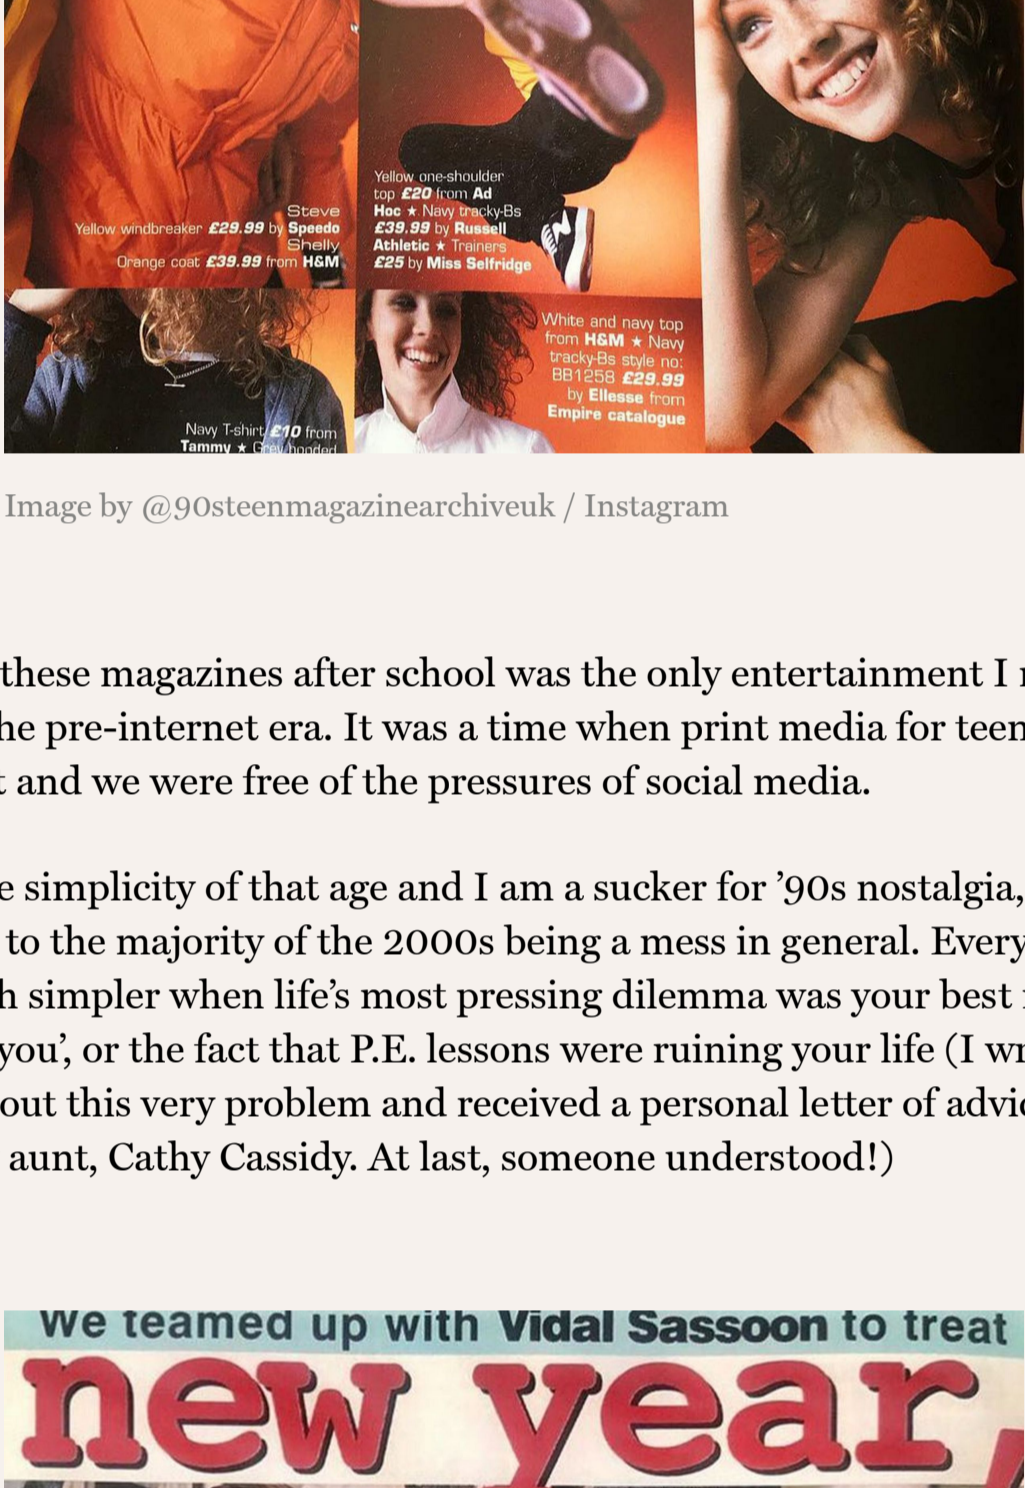 Steve
Yellow windbreaker £29.99 by Speedo
Shelly
Orange coat £39.99 from H&M
Yellow one-shoulder
top £20 from Ad
Hoc ★ Navy tracky-Bs
£39.99 by Russell
Athletic ★ Trainers
£25 by Miss Selfridge
Navy T-shirt £10 from
Tammy ★ Grey hooded
White and navy top
from H&M ★ Navy
tracky-Bs style no:
BB1258 £29.99
by Ellesse from
Empire catalogue
Image by @90steenmagazinearchiveuk / Instagram
these magazines after school was the only entertainment I
he pre-internet era. It was a time when print media for teen
t and we were free of the pressures of social media.
e simplicity of that age and I am a sucker for ’90s nostalgia,
to the majority of the 2000s being a mess in general. Every
h simpler when life’s most pressing dilemma was your best
you’, or the fact that P.E. lessons were ruining your life (I wr
out this very problem and received a personal letter of advic
aunt, Cathy Cassidy. At last, someone understood!)
We teamed up with Vidal Sassoon to treat
new year,